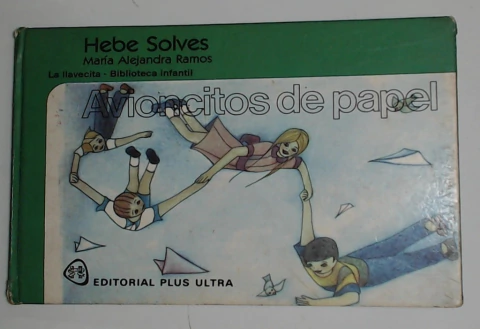 Hebe Solves
María Alejandra Ramos
La llavecita - Biblioteca infantil
Avioncitos de papel
EDITORIAL PLUS ULTRA